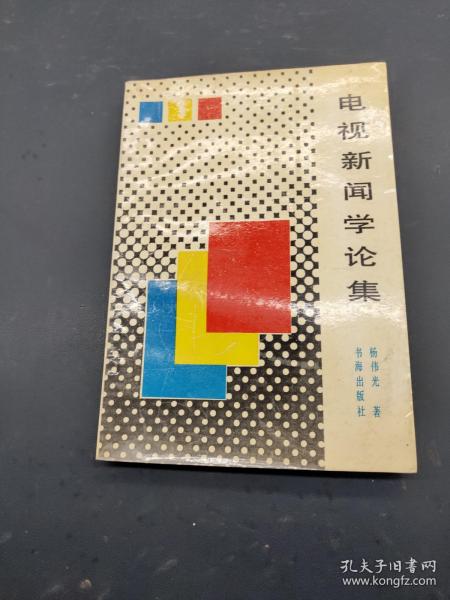 电视新闻学论集
杨伟光 著
书海出版社
孔夫子旧书网
www.kongfz.com